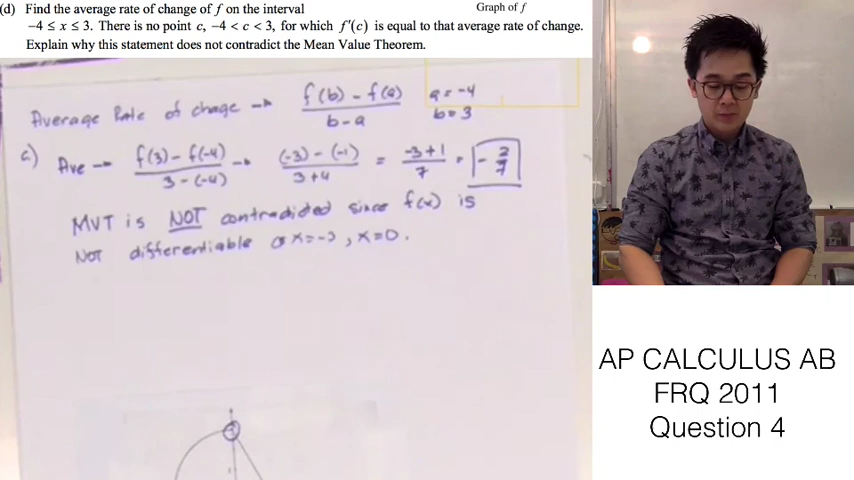 (d) Find the average rate of change of f on the interval
Graph of f
−4 ≤ x ≤ 3. There is no point c, −4 < c < 3, for which f′(c) is equal to that average rate of change.
Explain why this statement does not contradict the Mean Value Theorem.
Average Rate of chage → f(b) - f(a) / b-a a = -4
b = 3
c) Ave → f(3) - f(-4) / 3 - (-4) → (-3) - (-1) / 3+4 = -3+1 / 7 = - 2/7
MVT is NOT contradicted since f(x) is
NOT differentiable x=-3, x=0.
AP CALCULUS AB
FRQ 2011
Question 4